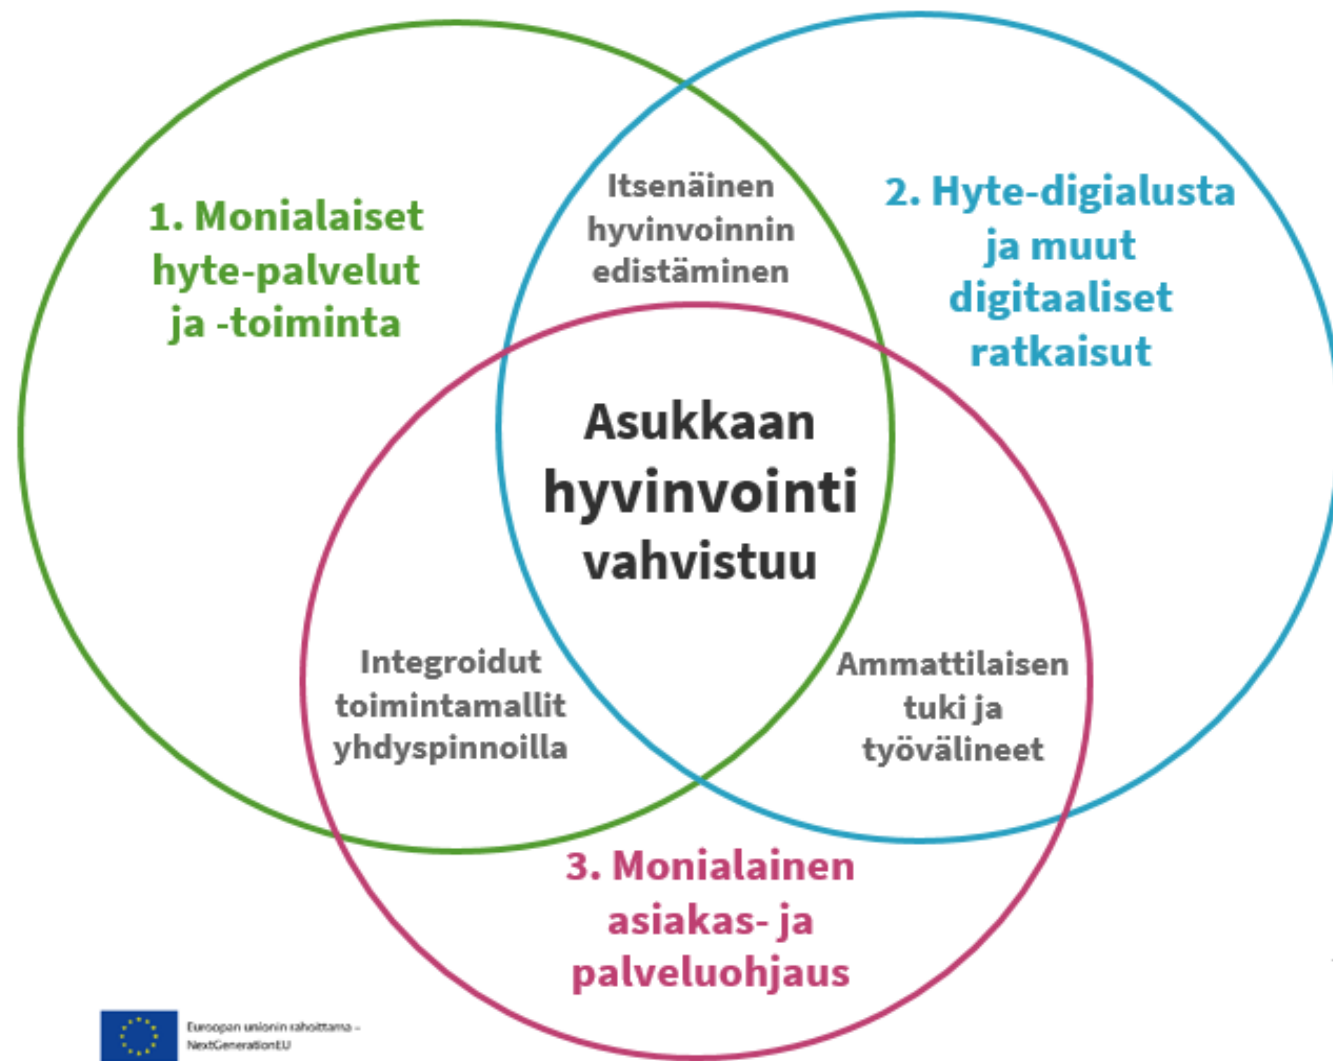 1. Monialaiset
hyte-palvelut
ja -toiminta
Itsenäinen
hyvinvoinnin
edistäminen
2. Hyte-digialusta
ja muut
digitaaliset
ratkaisut
Asukkaan
hyvinvointi
vahvistuu
Integroidut
toimintamallit
yhdyspinnoilla
Ammattilaisen
tuki ja
työvälineet
3. Monialainen
asiakas- ja
palveluohjaus
Euroopan unionin rahoittama –
NextGenerationEU